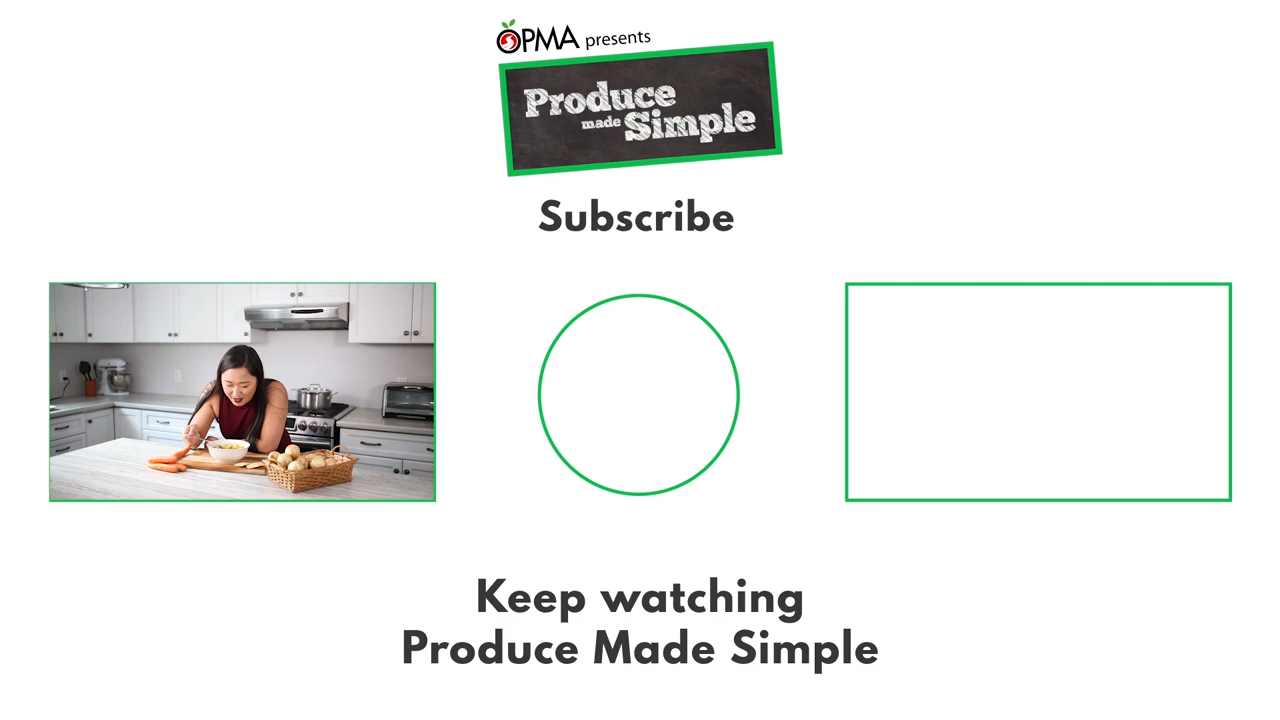 OPMA presents
Produce
made Simple
Subscribe
Keep watching
Produce Made Simple